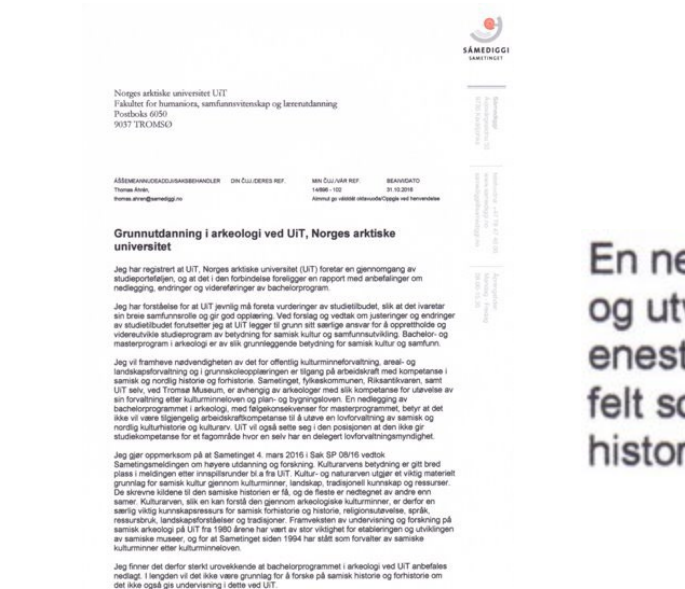 SÁMEDIGGI
SAMETINGET
Norges arktiske universitet UiT
Fakultet for humaniora, samfunnsvitenskap og lærerutdanning
Postboks 6050
9037 TROMSØ
ÁŠŠEMEANNUDEADDJI/SAKSBEHANDLER DIN ČUJ./DERES REF. MIN ČUJ./VÅR REF. BEAIVI/DATO
Thomas Åhrén, 14/896 - 102 31.10.2016
thomas.ahren@samediggi.no Almmut go váldde oktavuođa/Oppgis ved henvendelse
Grunnutdanning i arkeologi ved UiT, Norges arktiske
universitet
Jeg har registrert at UiT, Norges arktiske universitet (UiT) foretar en gjennomgang av
studieporteføljen, og at det i den forbindelse foreligger en rapport med anbefalinger om
nedlegging, endringer og videreføringer av bachelorprogram.
Jeg har forståelse for at UiT jevnlig må foreta vurderinger av studietilbudet, slik at det ivaretar
sin breie samfunnsrolle og gir god opplæring. Ved forslag og vedtak om justeringer og endringer
av studietilbudet forutsetter jeg at UiT legger til grunn sitt særlige ansvar for å opprettholde og
videreutvikle studieprogram av betydning for samisk kultur og samfunnsutvikling. Bachelor- og
masterprogram i arkeologi er av slik grunnleggende betydning for samisk kultur og samfunn.
Jeg vil framheve nødvendigheten av det for offentlig kulturminneforvaltning, areal- og
landskapsforvaltning og i grunnskoleopplæringen er tilgang på arbeidskraft med kompetanse i
samisk og nordlig historie og forhistorie. Sametinget, fylkeskommunen, Riksantikvaren, samt
UiT selv, ved Tromsø Museum, er avhengig av arkeologer med slik kompetanse for utøvelse av
sin forvaltning etter kulturminneloven og plan- og bygningsloven. En nedlegging av
bachelorprogrammet i arkeologi, med følgekonsekvenser for masterprogrammet, betyr at det
ikke vil være tilgjengelig arbeidskraftkompetanse til å utøve en lovforvaltning av samisk og
nordlig kulturhistorie og kulturarv. UiT vil også sette seg i den posisjonen at den ikke gir
studiekompetanse for et fagområde hvor en selv har en delegert lovforvaltningsmyndighet.
Jeg gjør oppmerksom på at Sametinget 4. mars 2016 i Sak SP 08/16 vedtok
Sametingsmeldingen om høyere utdanning og forskning. Kulturarvens betydning er gitt bred
plass i meldingen etter innspillsrunder bl a fra UiT. Kultur- og naturarven utgjør et viktig materielt
grunnlag for samisk kultur gjennom kulturminner, landskap, tradisjonell kunnskap og ressurser.
De skrevne kildene til den samiske historien er få, og de fleste er nedtegnet av andre enn
samer. Kulturarven, slik en kan forstå den gjennom arkeologiske kulturminner, er derfor en
særlig viktig kunnskapsressurs for samisk forhistorie og historie, religionsutøvelse, språk,
ressursbruk, landskapsforståelser og tradisjoner. Framveksten av undervisning og forskning på
samisk arkeologi på UiT fra 1980 årene har vært av stor viktighet for etableringen og utviklingen
av samiske museer, og for at Sametinget siden 1994 har stått som forvalter av samiske
kulturminner etter kulturminneloven.
Jeg finner det derfor sterkt urovekkende at bachelorprogrammet i arkeologi ved UiT anbefales
nedlagt. I lengden vil det ikke være grunnlag for å forske på samisk historie og forhistorie om
det ikke også gis undervisning i dette ved UiT.
En ne
og ut
enest
felt so
histor